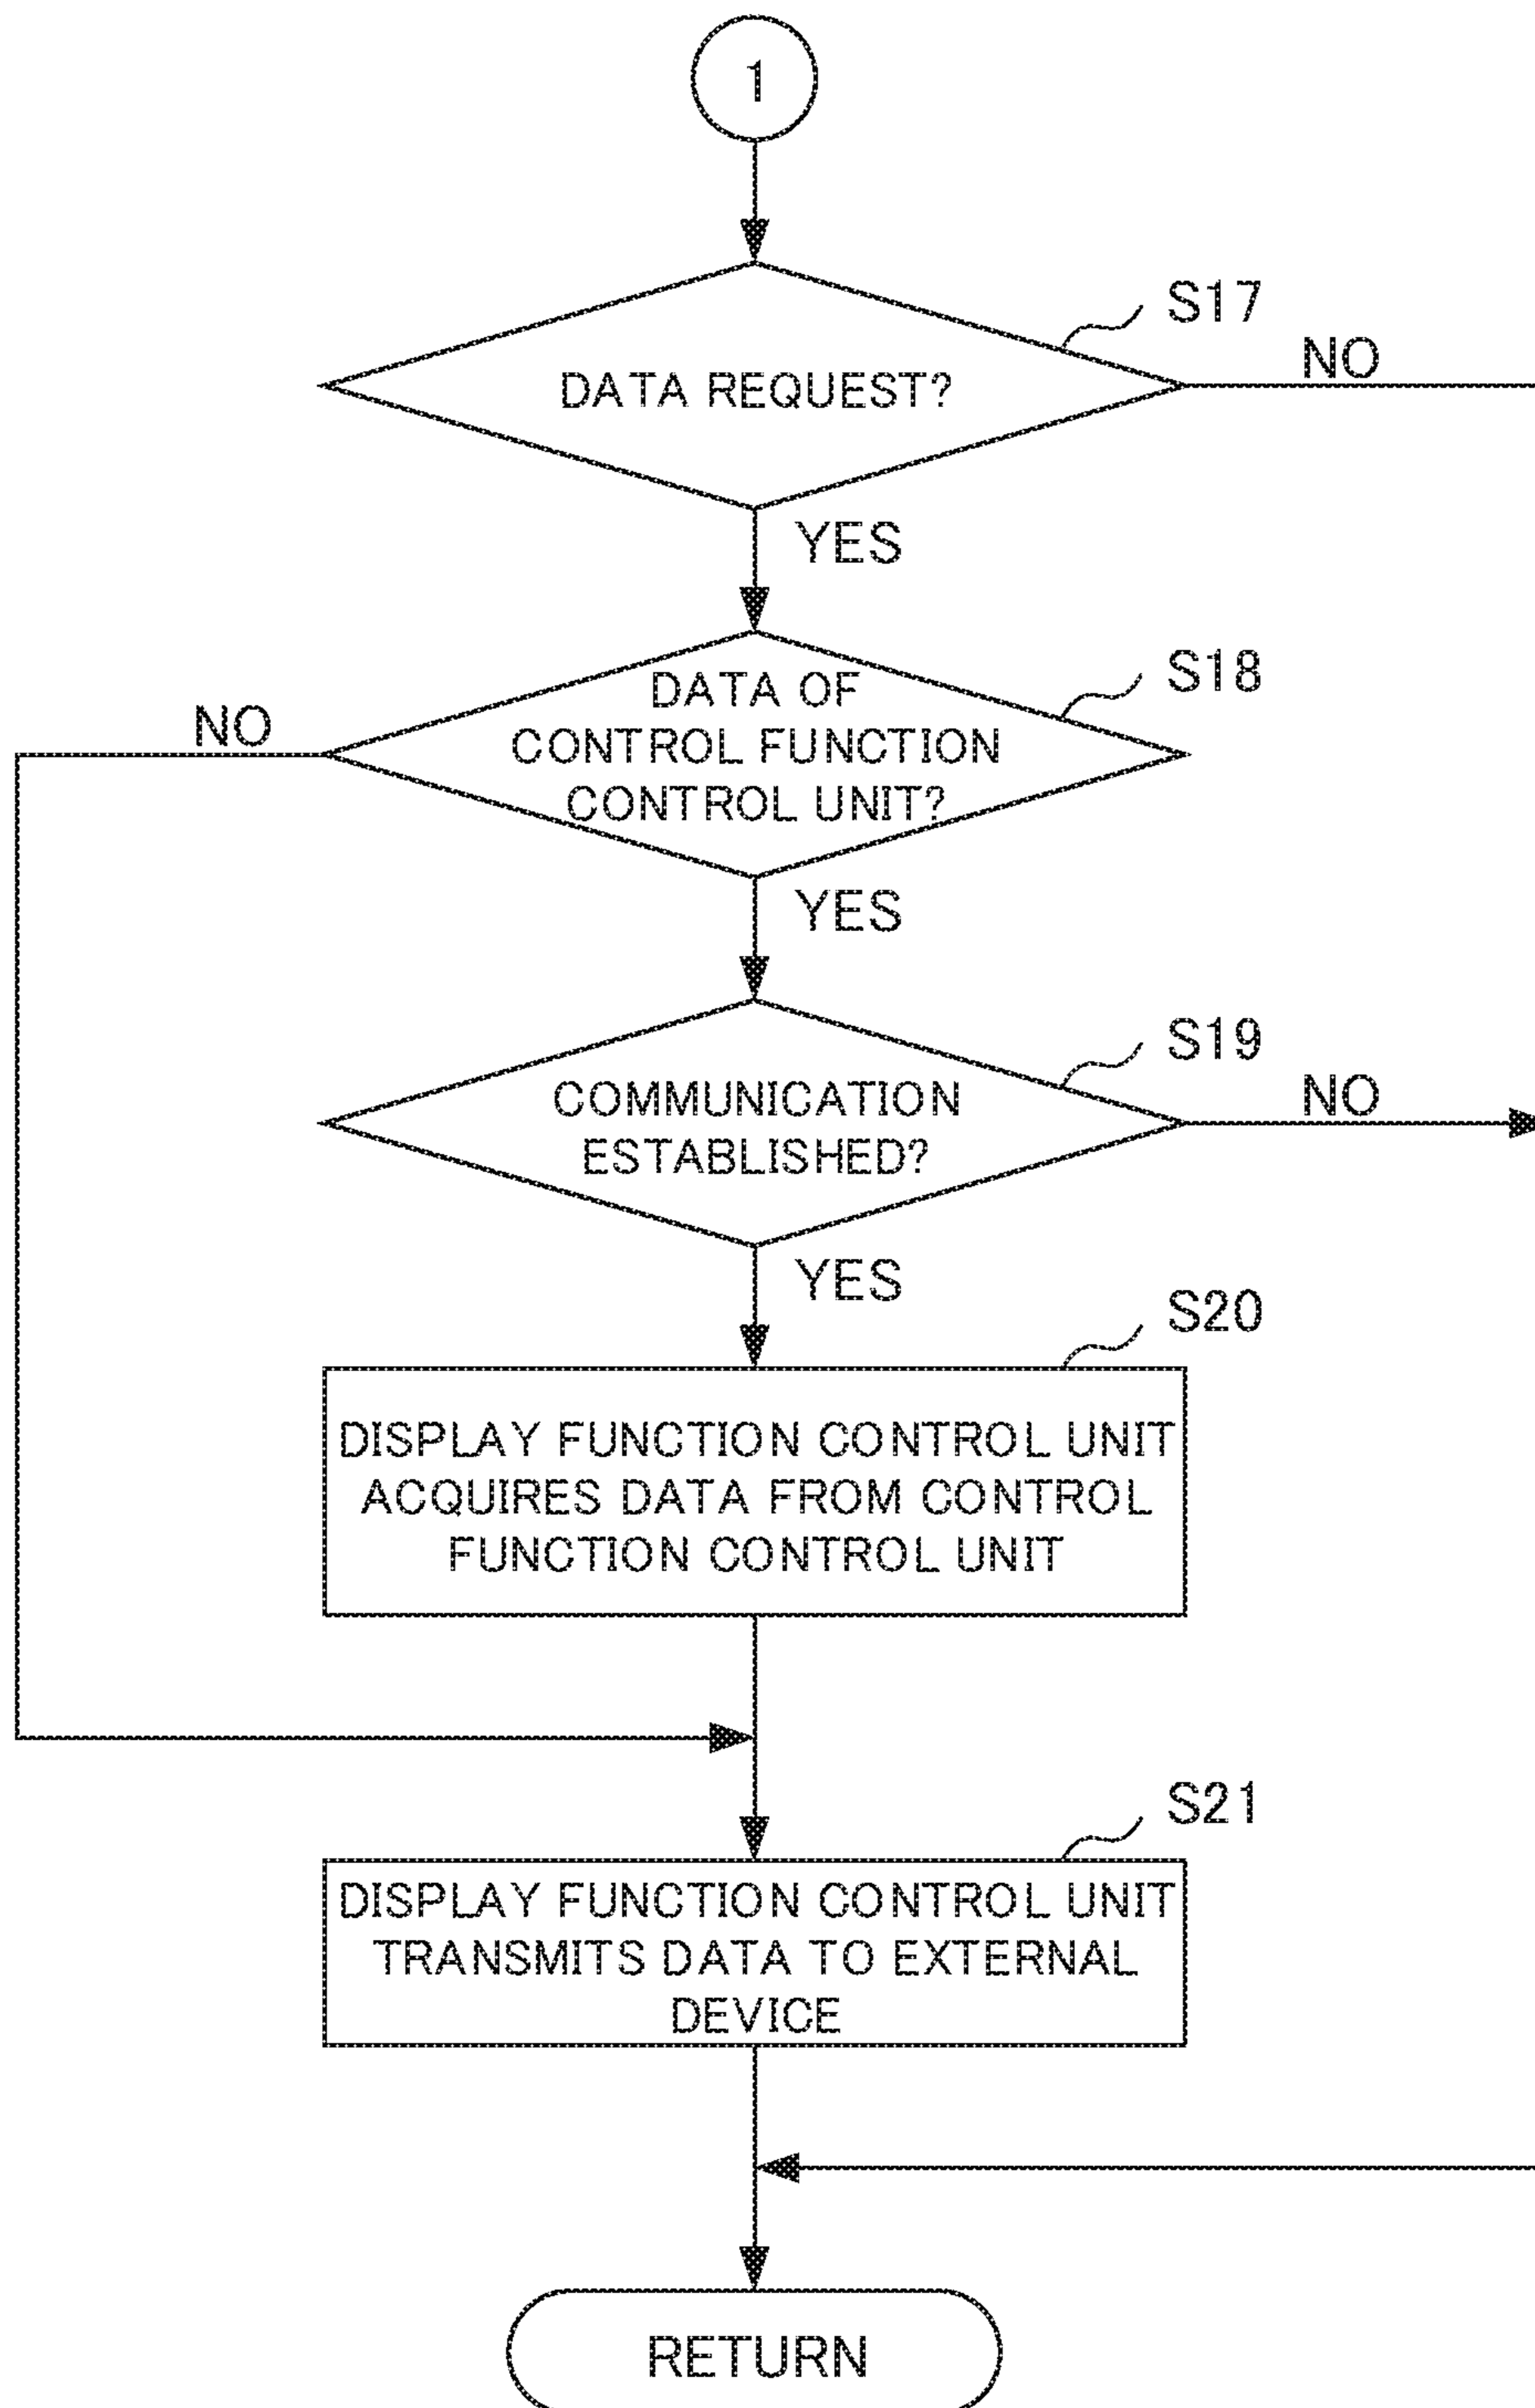 1
S17
DATA REQUEST?
NO
YES
S18
DATA OF
CONTROL FUNCTION
CONTROL UNIT?
NO
YES
S19
COMMUNICATION
ESTABLISHED?
NO
YES
S20
DISPLAY FUNCTION CONTROL UNIT
ACQUIRES DATA FROM CONTROL
FUNCTION CONTROL UNIT
S21
DISPLAY FUNCTION CONTROL UNIT
TRANSMITS DATA TO EXTERNAL
DEVICE
RETURN